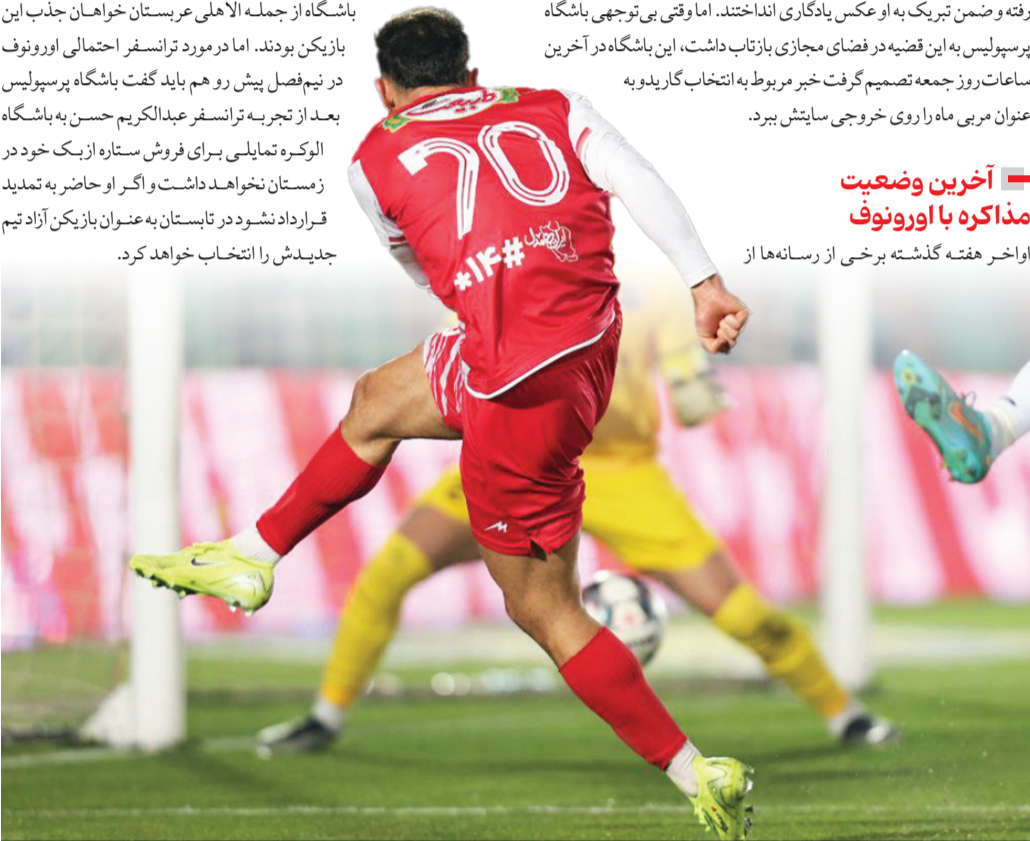 رفته و ضمن تبریک به او عکس یادگاری انداختند. اما وقتی بی‌توجهی باشگاه
پرسپولیس به این قضیه در فضای مجازی بازتاب داشت، این باشگاه در آخرین
ساعات روز جمعه تصمیم گرفت خبر مربوط به انتخاب گاریدو به
عنوان مربی ماه را روی خروجی سایتش ببرد.
آخرین وضعیت
مذاکره با اورونوف
اواخر هفته گذشته برخی از رسانه‌ها از
باشگاه از جمله الاهلی عربستان خواهان جذب این
بازیکن بودند. اما در مورد ترانسفر احتمالی اورونوف
در نیم‌فصل پیش رو هم باید گفت باشگاه پرسپولیس
بعد از تجربه ترانسفر عبدالکریم حسن به باشگاه
الوکره تمایلی برای فروش ستاره ازبک خود در
زمستان نخواهد داشت و اگر او حاضر به تمدید
قرارداد نشود در تابستان به عنوان بازیکن آزاد تیم
جدیدش را انتخاب خواهد کرد.
طبیعت
70
#۱۴*